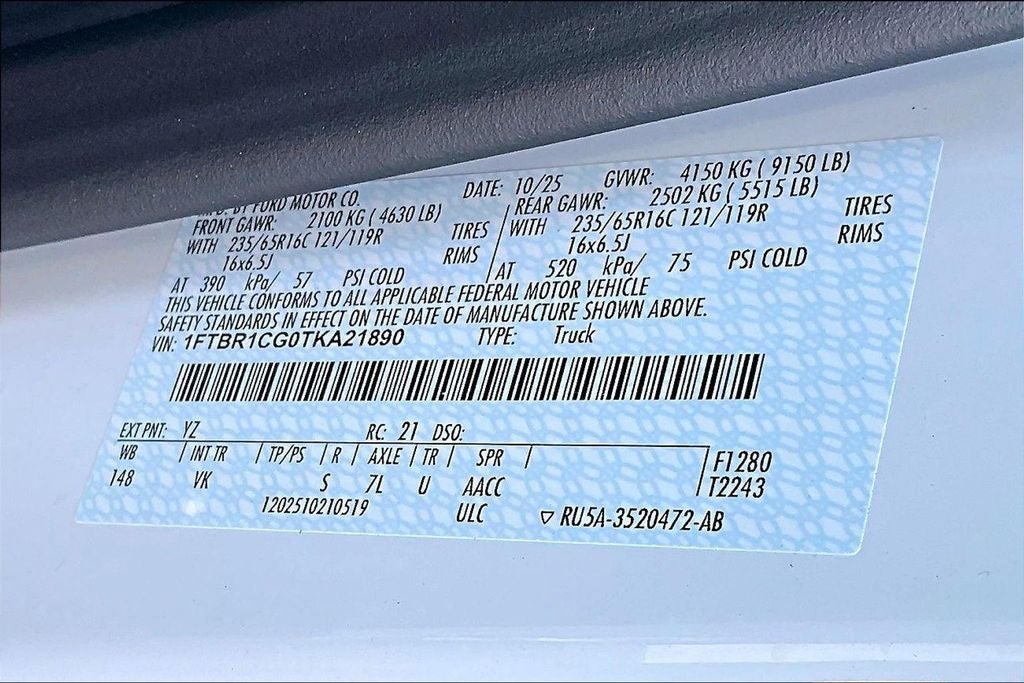 MFG. BY FORD MOTOR CO. DATE: 10/25 GVWR: 4150 KG ( 9150 LB)
FRONT GAWR: 2100 KG ( 4630 LB) REAR GAWR: 2502 KG ( 5515 LB)
WITH 235/65R16C 121/119R TIRES WITH 235/65R16C 121/119R TIRES
16x6.5J RIMS 16x6.5J RIMS
AT 390 kPa/ 57 PSI COLD AT 520 kPa/ 75 PSI COLD
THIS VEHICLE CONFORMS TO ALL APPLICABLE FEDERAL MOTOR VEHICLE
SAFETY STANDARDS IN EFFECT ON THE DATE OF MANUFACTURE SHOWN ABOVE.
VIN: 1FTBR1CG0TKA21890 TYPE: Truck
EXT PNT: YZ RC: 21 DSO:
WB INT TR TP/PS R AXLE TR SPR F1280
148 VK S 7L U AACC T2243
1202510210519 ULC ▽ RU5A-3520472-AB